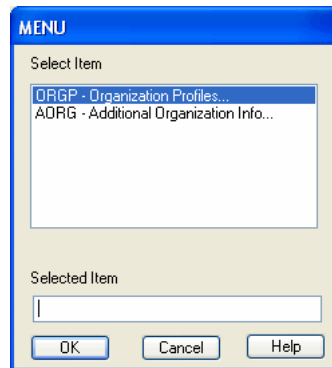 MENU
Select Item
ORGP - Organization Profiles...
AORG - Additional Organization Info...
Selected Item
OK Cancel Help